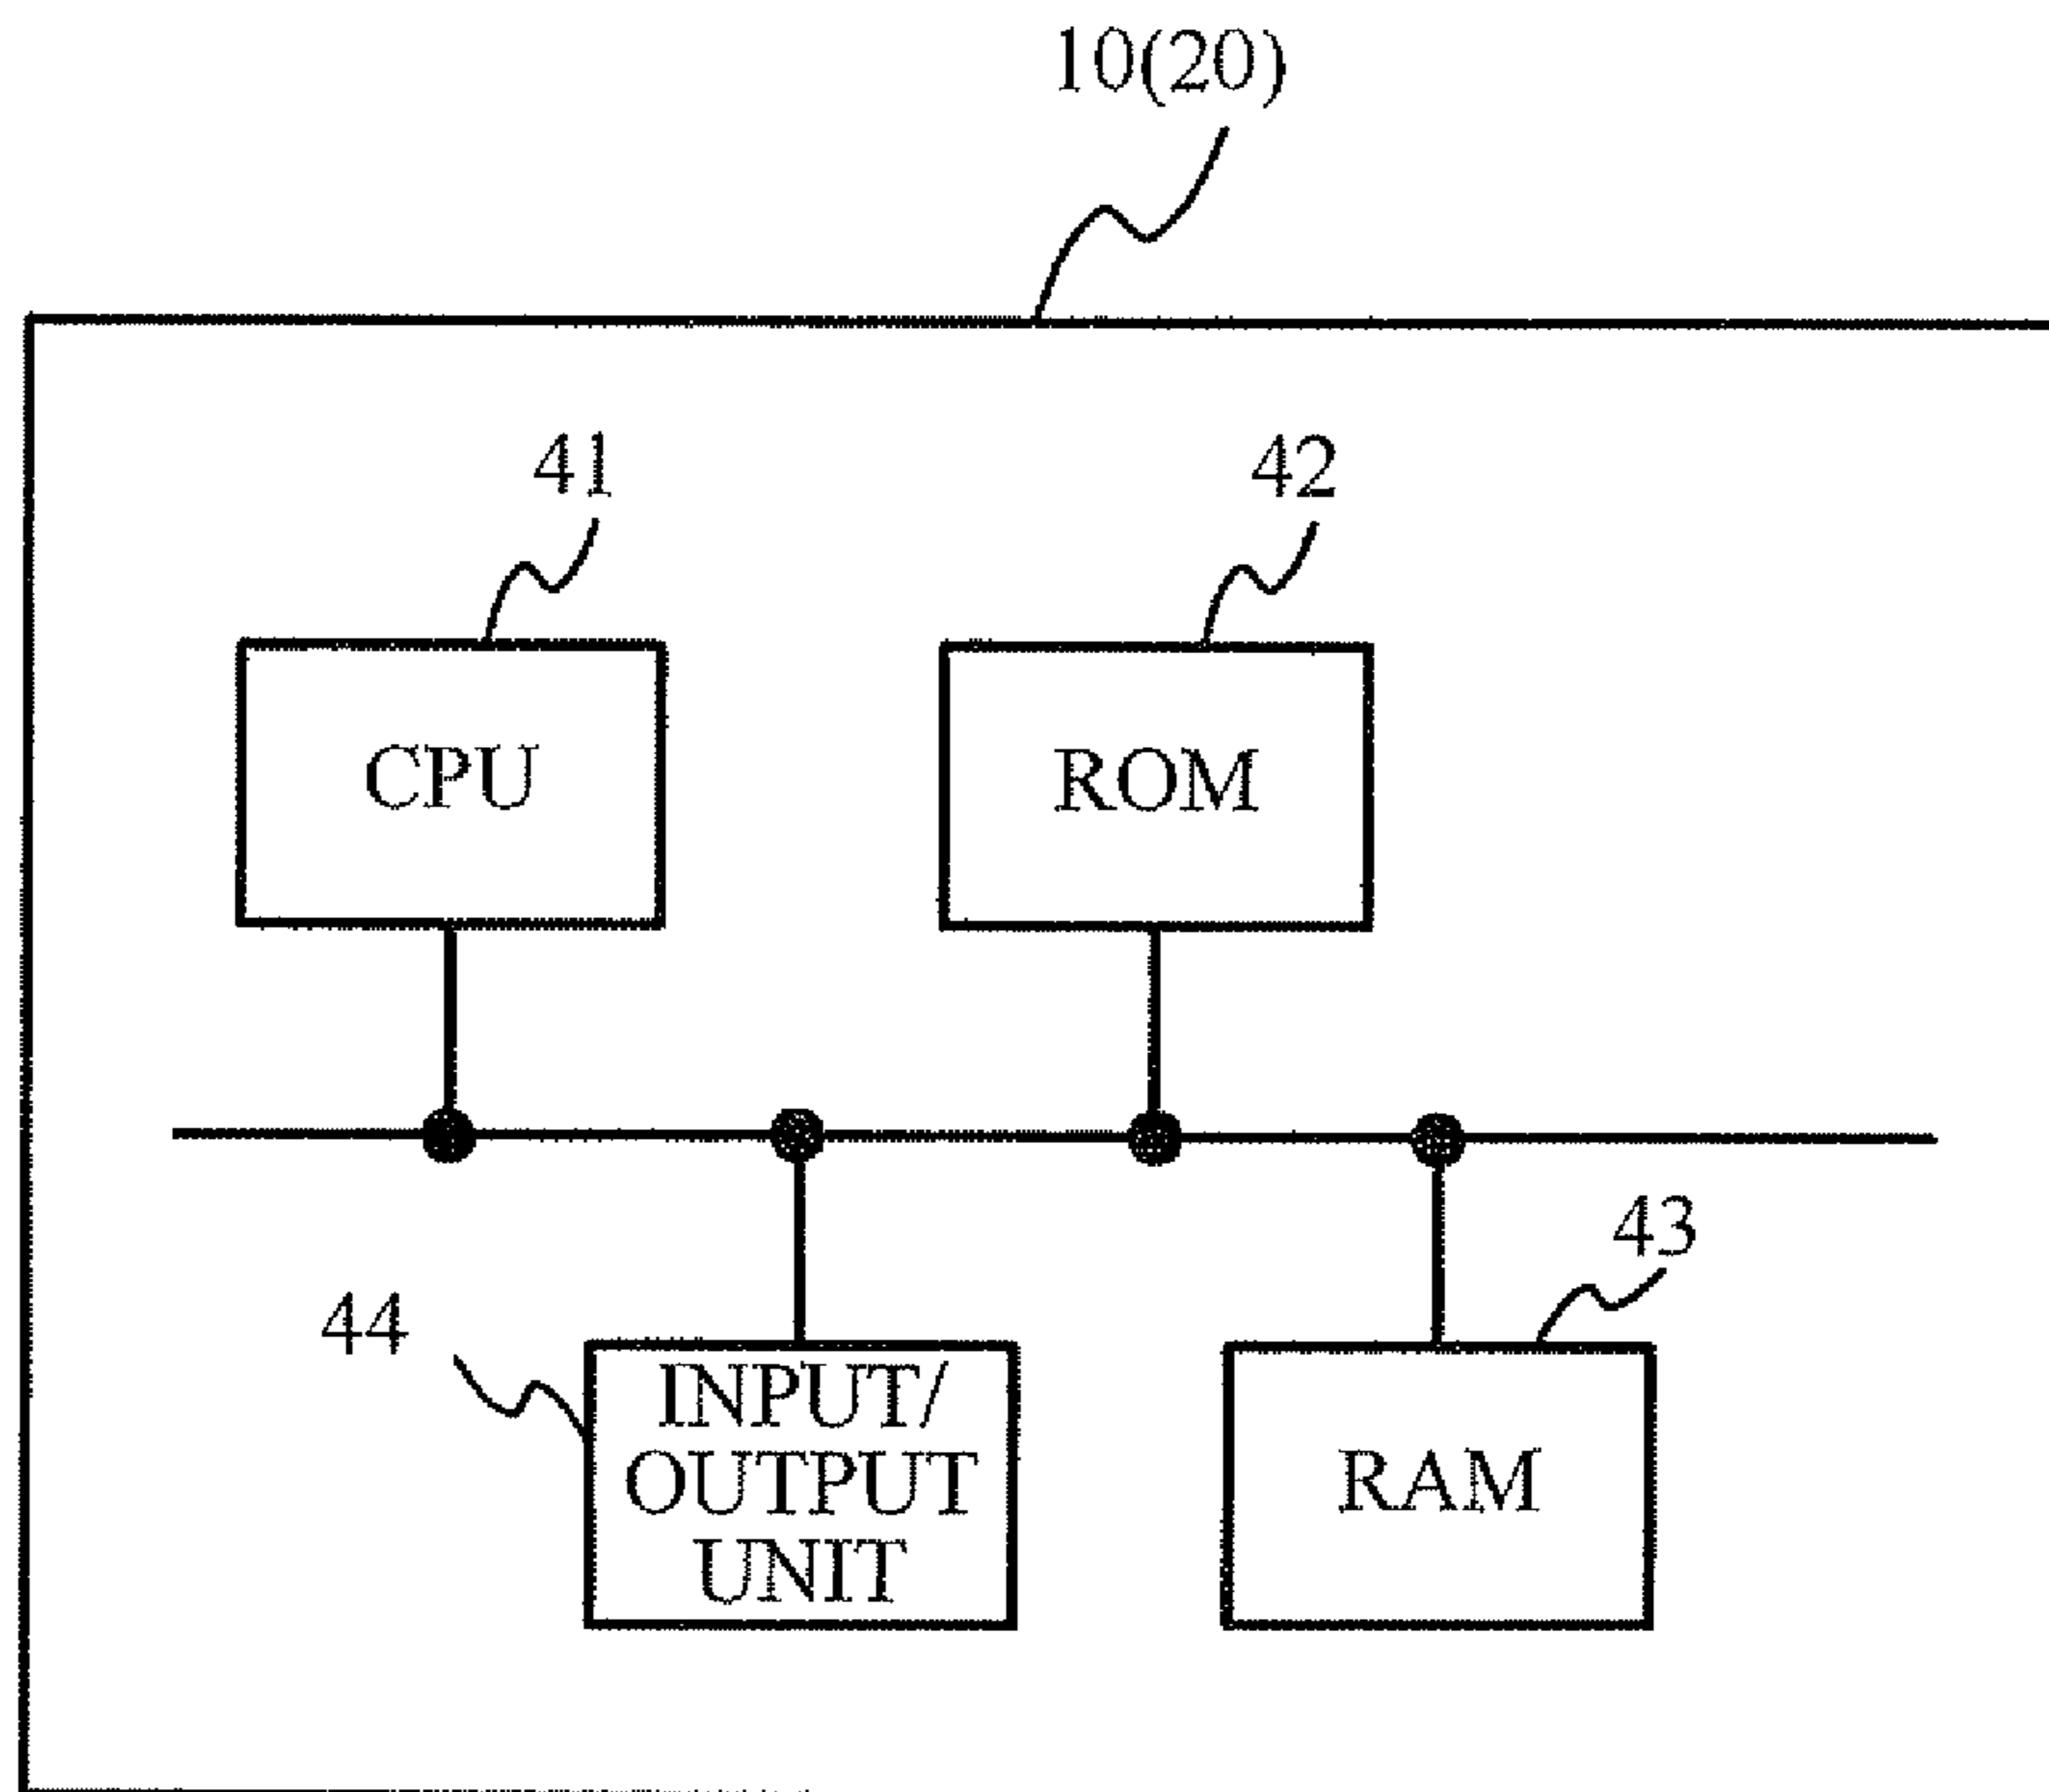 10(20)
41
42
CPU
ROM
43
44
INPUT/
OUTPUT
UNIT
RAM